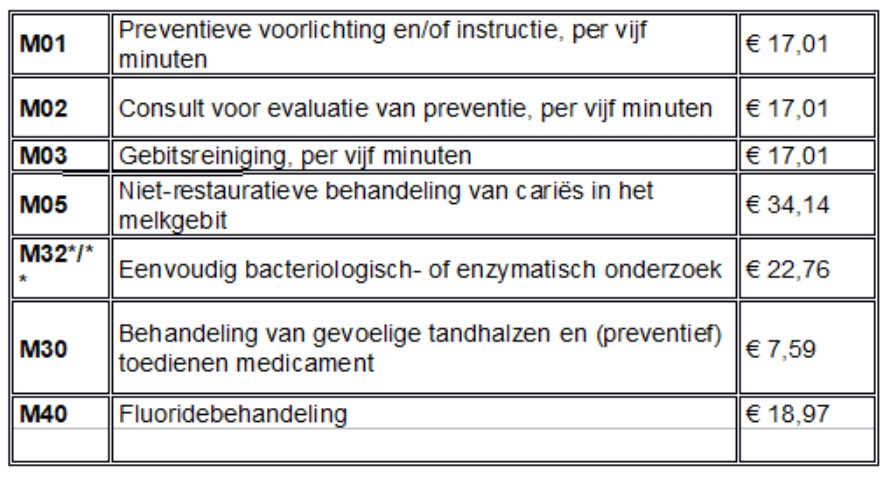 M01 Preventieve voorlichting en/of instructie, per vijf € 17,01
minuten
M02 Consult voor evaluatie van preventie, per vijf minuten € 17,01
M03 Gebitsreiniging, per vijf minuten € 17,01
M05 Niet-restauratieve behandeling van cariës in het € 34,14
melkgebit
M32*/* Eenvoudig bacteriologisch- of enzymatisch onderzoek € 22,76
*
M30 Behandeling van gevoelige tandhalzen en (preventief) € 7,59
toedienen medicament
M40 Fluoridebehandeling € 18,97